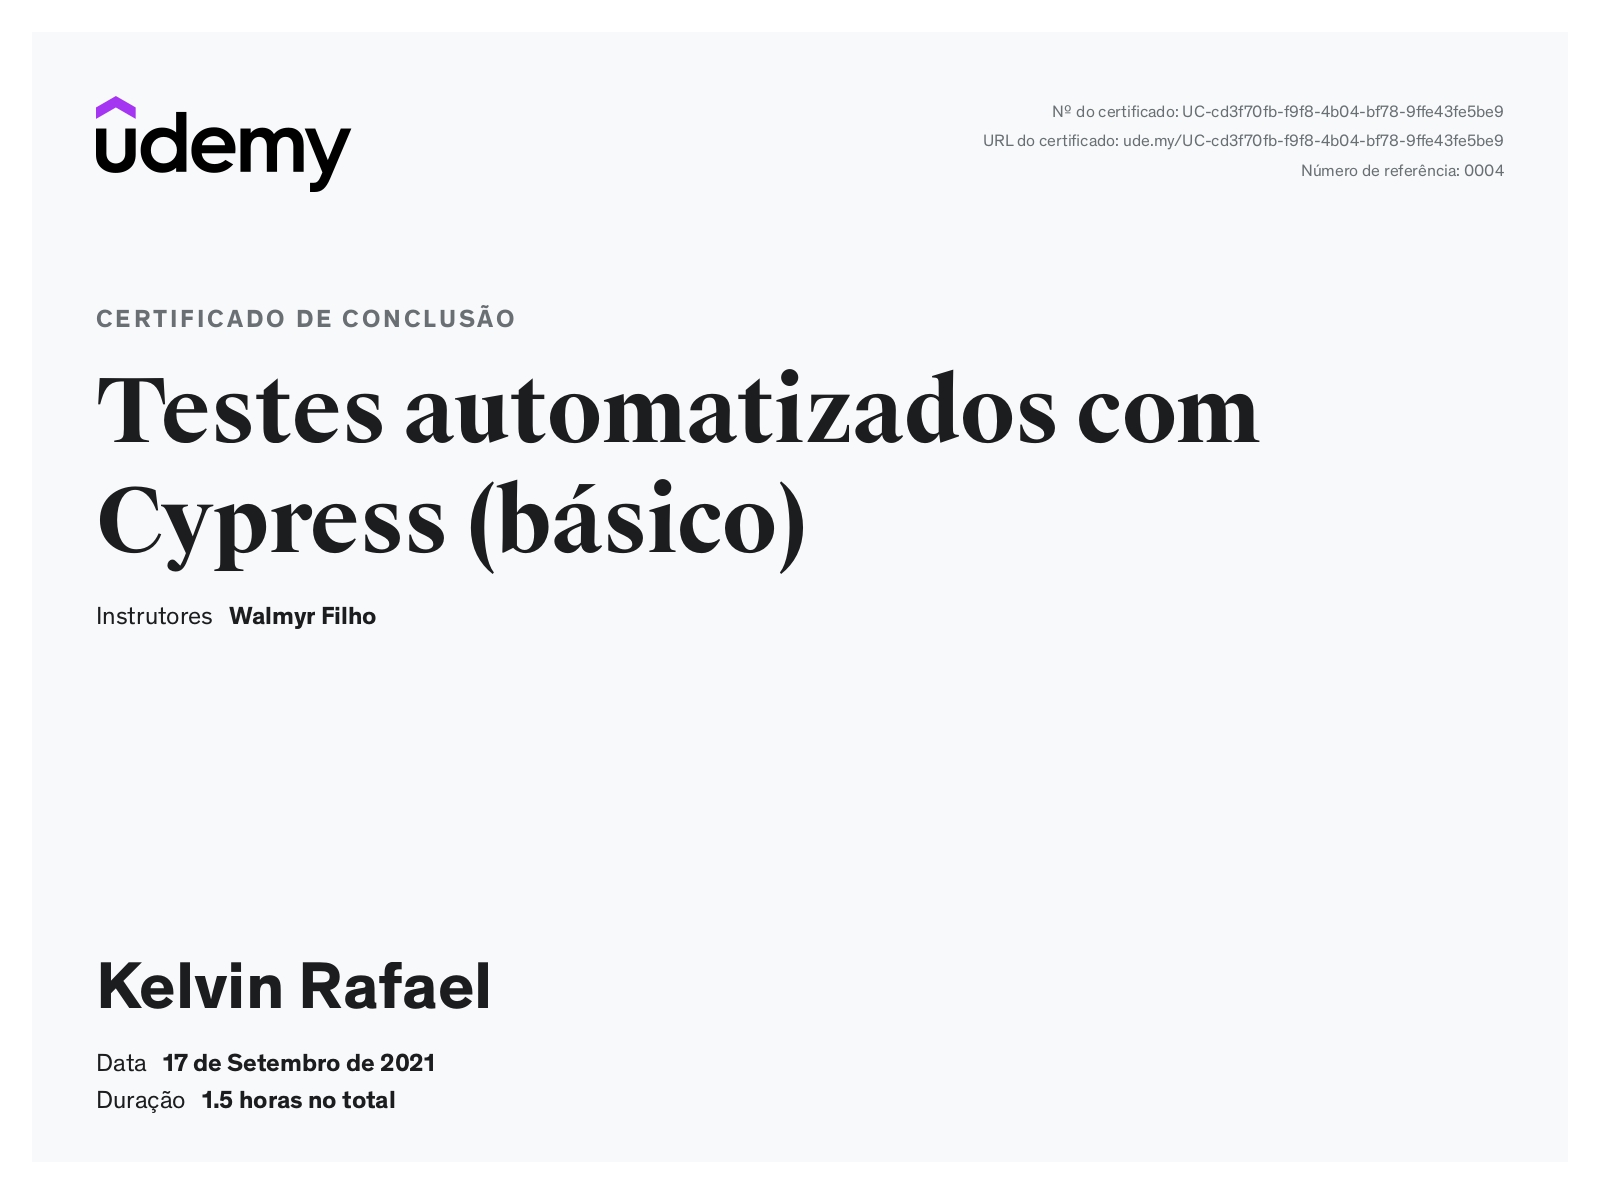 udemy
Nº do certificado: UC-cd3f70fb-f9f8-4b04-bf78-9ffe43fe5be9
URL do certificado: ude.my/UC-cd3f70fb-f9f8-4b04-bf78-9ffe43fe5be9
Número de referência: 0004
CERTIFICADO DE CONCLUSÃO
Testes automatizados com
Cypress (básico)
Instrutores Walmyr Filho
Kelvin Rafael
Data 17 de Setembro de 2021
Duração 1.5 horas no total